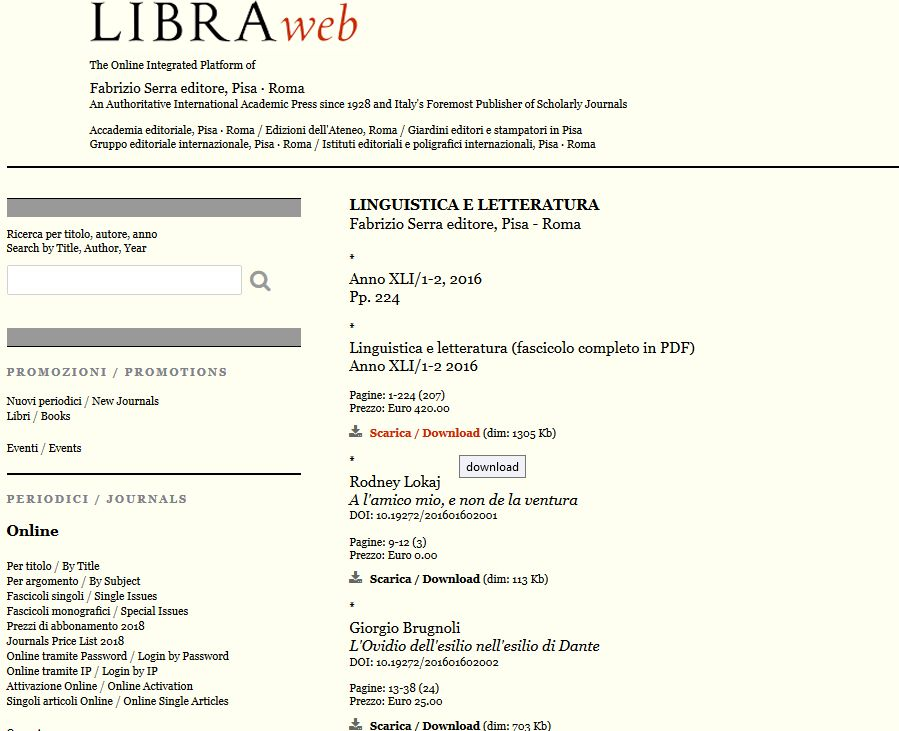 LIBRAweb
The Online Integrated Platform of
Fabrizio Serra editore, Pisa · Roma
An Authoritative International Academic Press since 1928 and Italy's Foremost Publisher of Scholarly Journals
Accademia editoriale, Pisa · Roma / Edizioni dell'Ateneo, Roma / Giardini editori e stampatori in Pisa
Gruppo editoriale internazionale, Pisa · Roma / Istituti editoriali e poligrafici internazionali, Pisa · Roma
Ricerca per titolo, autore, anno
Search by Title, Author, Year
PROMOZIONI / PROMOTIONS
Nuovi periodici / New Journals
Libri / Books
Eventi / Events
PERIODICI / JOURNALS
Online
Per titolo / By Title
Per argomento / By Subject
Fascicoli singoli / Single Issues
Fascicoli monografici / Special Issues
Prezzi di abbonamento 2018
Journals Price List 2018
Online tramite Password / Login by Password
Online tramite IP / Login by IP
Attivazione Online / Online Activation
Singoli articoli Online / Online Single Articles
LINGUISTICA E LETTERATURA
Fabrizio Serra editore, Pisa - Roma
*
Anno XLI/1-2, 2016
Pp. 224
*
Linguistica e letteratura (fascicolo completo in PDF)
Anno XLI/1-2 2016
Pagine: 1-224 (207)
Prezzo: Euro 420.00
Scarica / Download (dim: 1305 Kb)
*
download
Rodney Lokaj
A l'amico mio, e non de la ventura
DOI: 10.19272/201601602001
Pagine: 9-12 (3)
Prezzo: Euro 0.00
Scarica / Download (dim: 113 Kb)
*
Giorgio Brugnoli
L'Ovidio dell'esilio nell'esilio di Dante
DOI: 10.19272/201601602002
Pagine: 13-38 (24)
Prezzo: Euro 25.00
Scarica / Download (dim: 703 Kb)